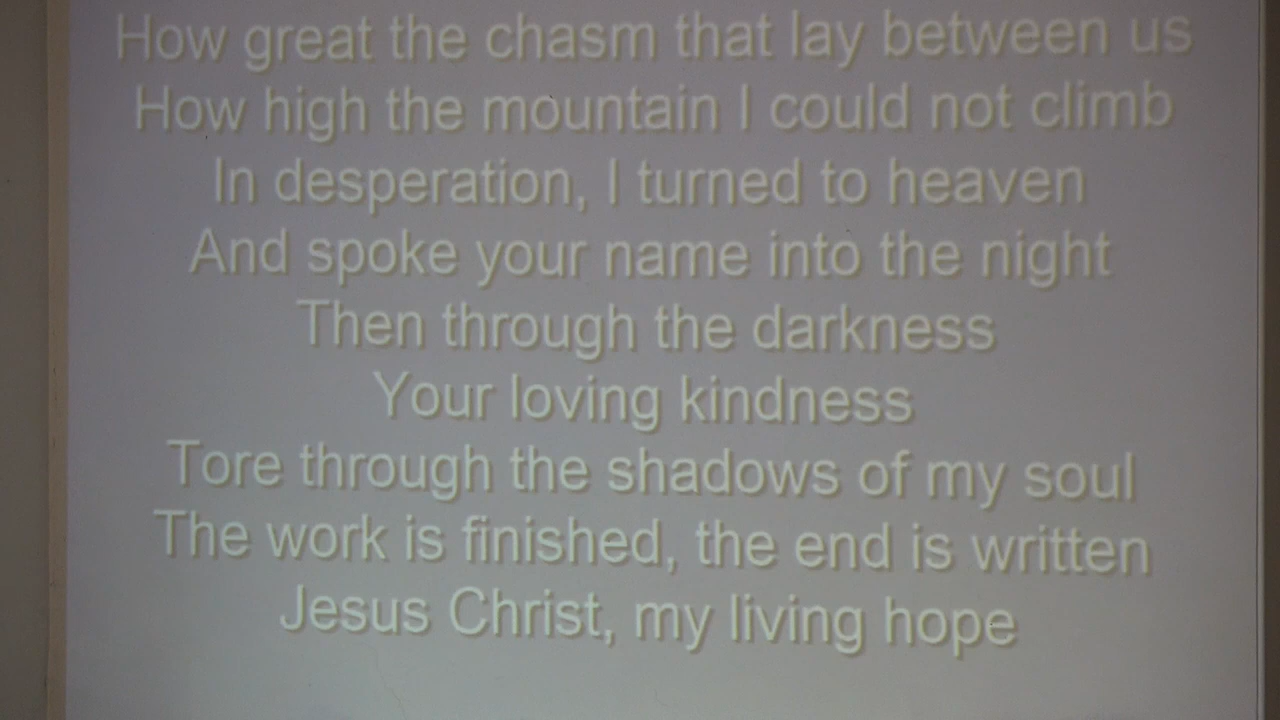 How great the chasm that lay between us
How high the mountain I could not climb
In desperation, I turned to heaven
And spoke your name into the night
Then through the darkness
Your loving kindness
Tore through the shadows of my soul
The work is finished, the end is written
Jesus Christ, my living hope